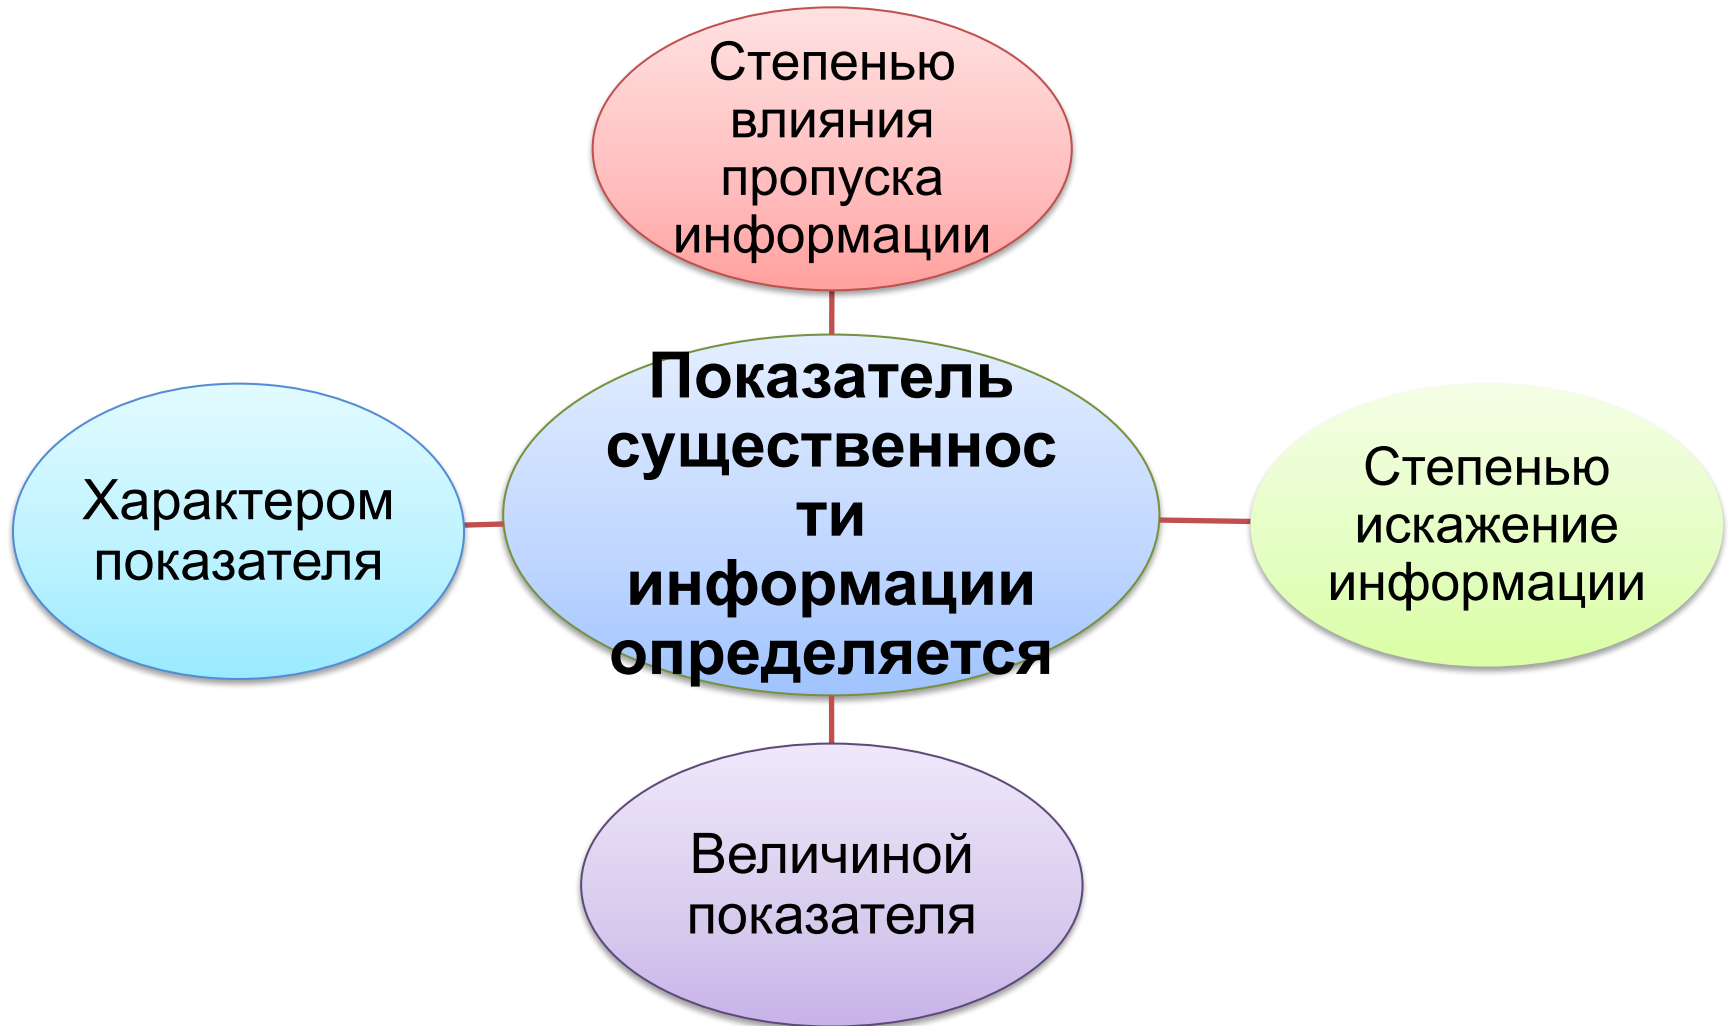 Степенью
влияния
пропуска
информации
Показатель
существеннос
ти
информации
определяется
Характером
показателя
Степенью
искажение
информации
Величиной
показателя